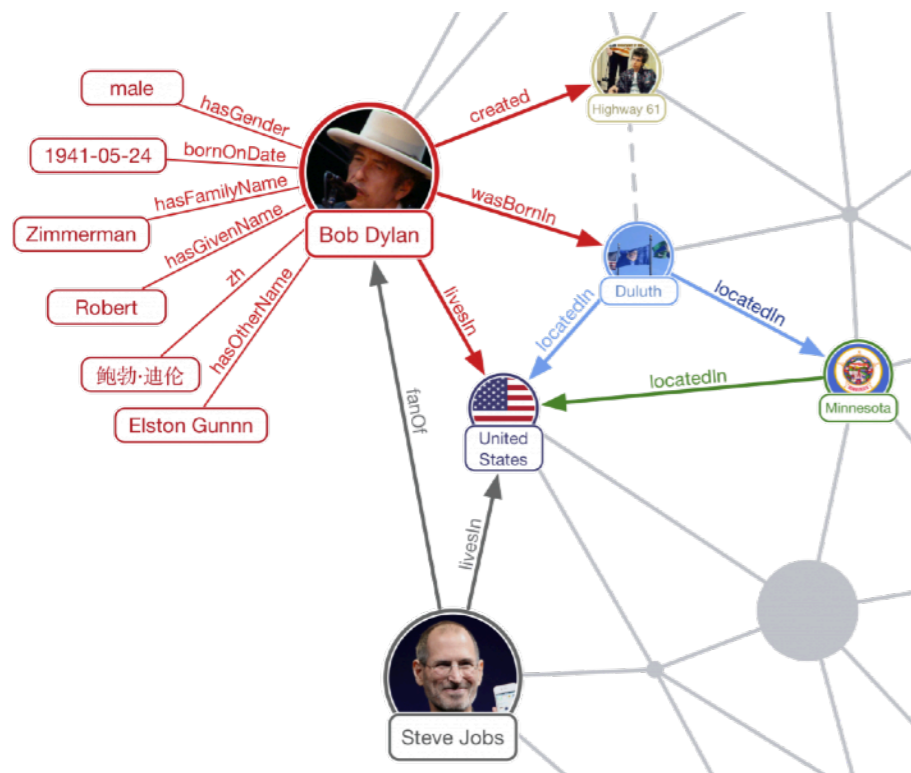 male
hasGender
1941-05-24
bornOnDate
hasFamilyName
Zimmerman
hasGivenName
Robert
zh
鲍勃·迪伦
hasOtherName
Elston Gunnn
Bob Dylan
created
Highway 61
wasBornIn
Duluth
livesIn
locatedIn
locatedIn
locatedIn
Minnesota
United
States
fanOf
livesIn
Steve Jobs